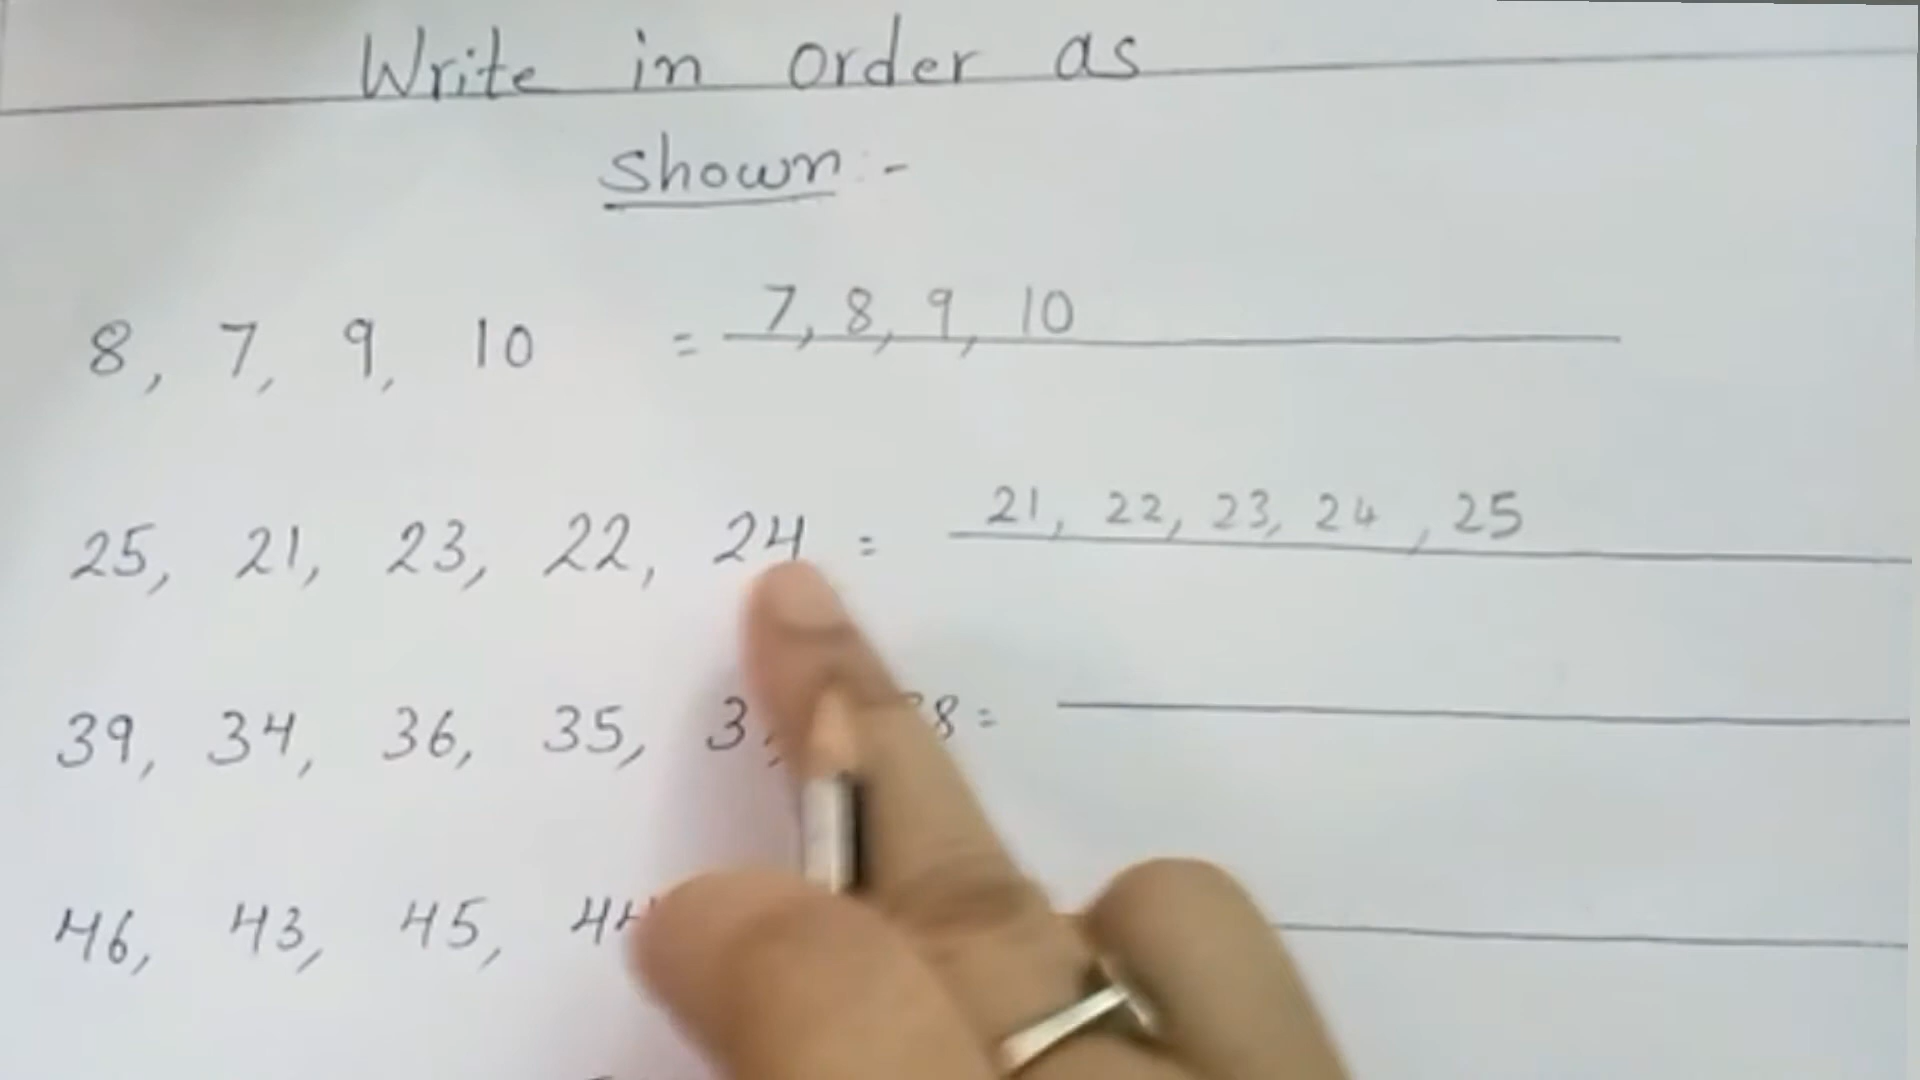 Write in order as
shown :-
8, 7, 9, 10 = 7, 8, 9, 10
25, 21, 23, 22, 24 = 21, 22, 23, 24, 25
39, 34, 36, 35, =
46, 43, 45, 44